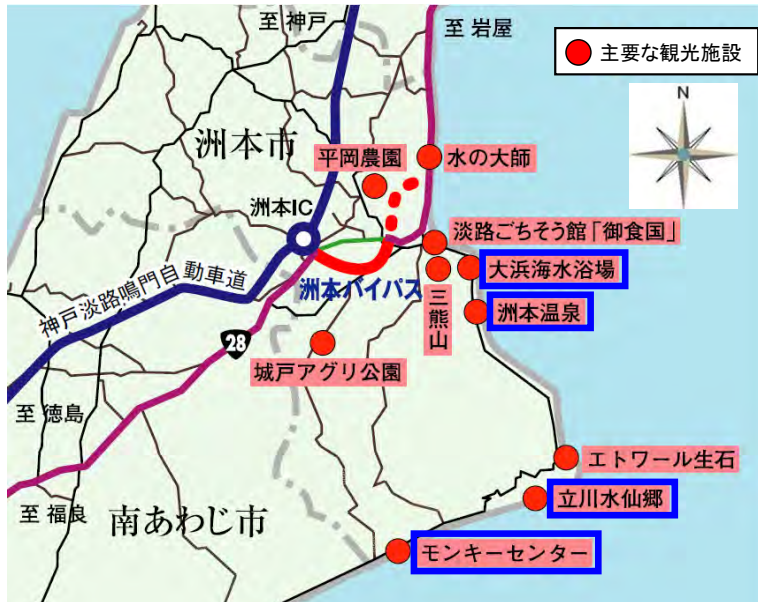 至 神戸
至 岩屋
主要な観光施設
N
洲本市
平岡農園
水の大師
洲本IC
淡路ごちそう館「御食国」
大浜海水浴場
洲本バイパス
三熊山
洲本温泉
神戸淡路鳴門自動車道
28
城戸アグリ公園
至 徳島
エトワール生石
至 福良
立川水仙郷
南あわじ市
モンキーセンター